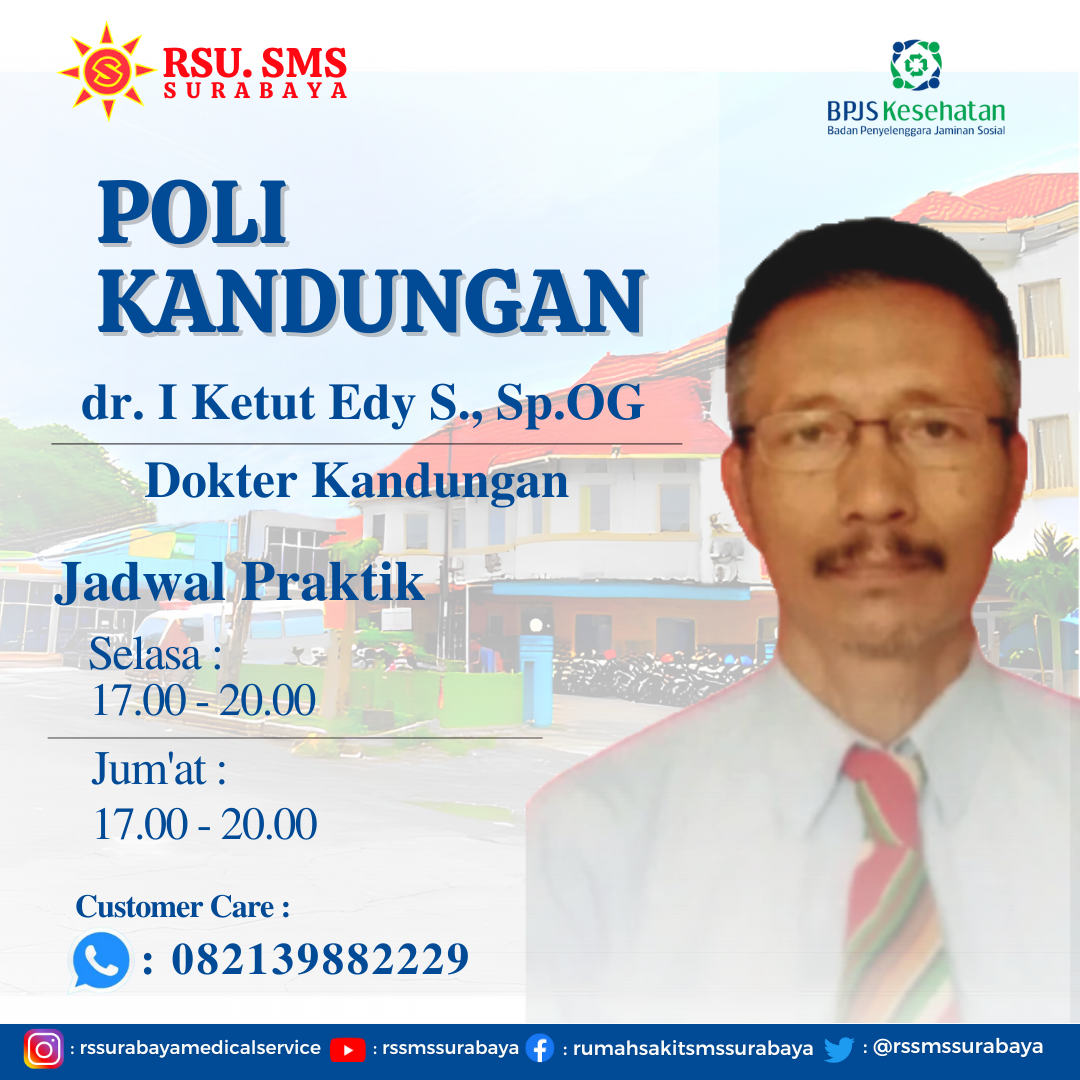 RSU. SMS
SURABAYA
BPJS Kesehatan
Badan Penyelenggara Jaminan Sosial
POLI
KANDUNGAN
dr. I Ketut Edy S., Sp.OG
Dokter Kandungan
Jadwal Praktik
Selasa :
17.00 - 20.00
Jum'at :
17.00 - 20.00
Customer Care :
: 082139882229
: rssurabayamedicalservice : rssmssurabaya : rumahsakitsmssurabaya : @rssmssurabaya